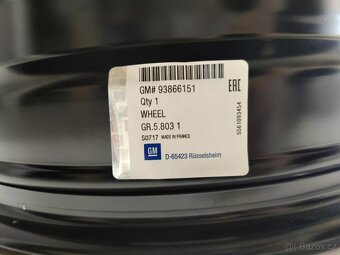 GM# 93866151
Qty 1
WHEEL
GR.5.803 1
S0717 MADE IN FRANCE
GM
D-65423 Rüsselsheim
EAC
S561093454
Bazos.cz